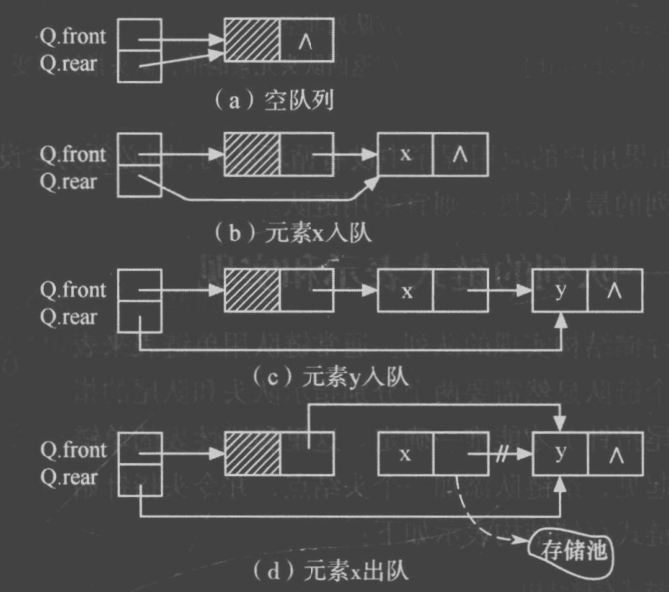 Q.front
Q.rear
∧
(a)空队列
Q.front
Q.rear
x ∧
(b)元素x入队
Q.front
Q.rear
x y ∧
(c)元素y入队
Q.front
Q.rear
x y ∧
存储池
(d)元素x出队